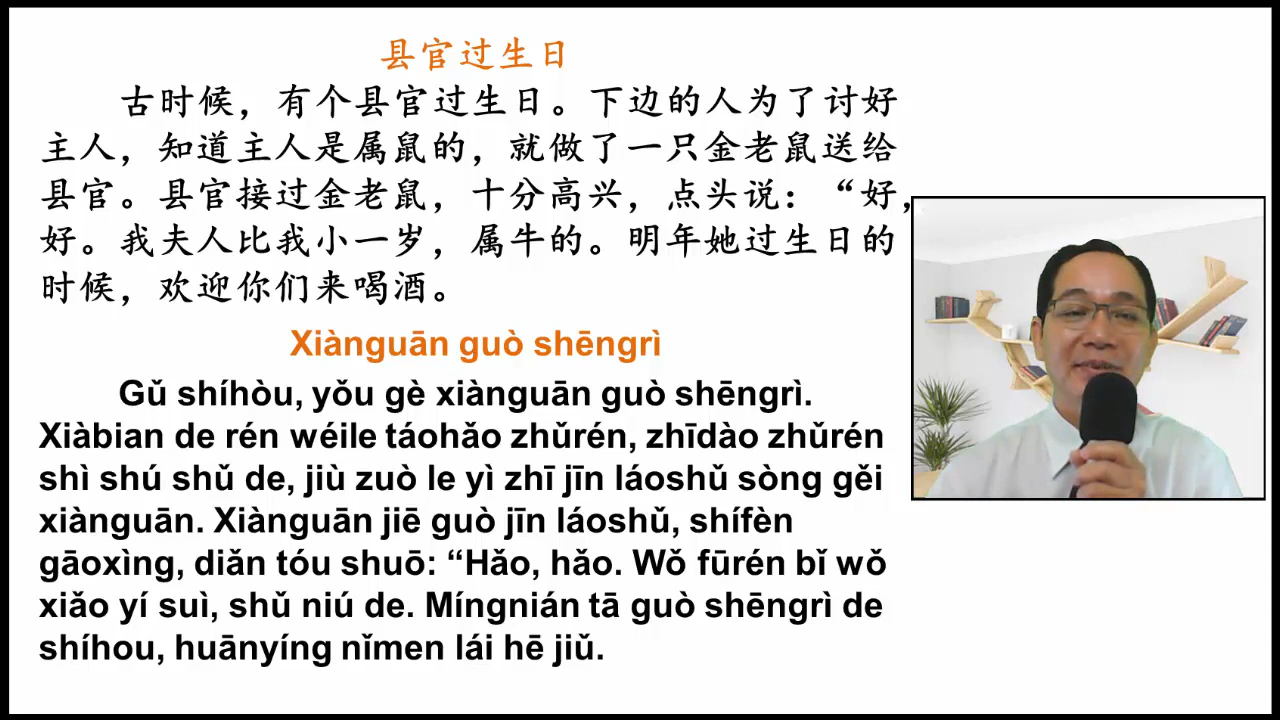 县官过生日
古时候，有个县官过生日。下边的人为了讨好
主人，知道主人是属鼠的，就做了一只金老鼠送给
县官。县官接过金老鼠，十分高兴，点头说：“好，
好。我夫人比我小一岁，属牛的。明年她过生日的
时候，欢迎你们来喝酒。
Xiànguān guò shēngrì
Gǔ shíhòu, yǒu gè xiànguān guò shēngrì.
Xiàbian de rén wéile táohǎo zhǔrén, zhīdào zhǔrén
shì shú shǔ de, jiù zuò le yì zhī jīn láoshǔ sòng gěi
xiànguān. Xiànguān jiē guò jīn láoshǔ, shífèn
gāoxìng, diǎn tóu shuō: “Hǎo, hǎo. Wǒ fūrén bǐ wǒ
xiǎo yí suì, shǔ niú de. Míngnián tā guò shēngrì de
shíhou, huānyíng nǐmen lái hē jiǔ.